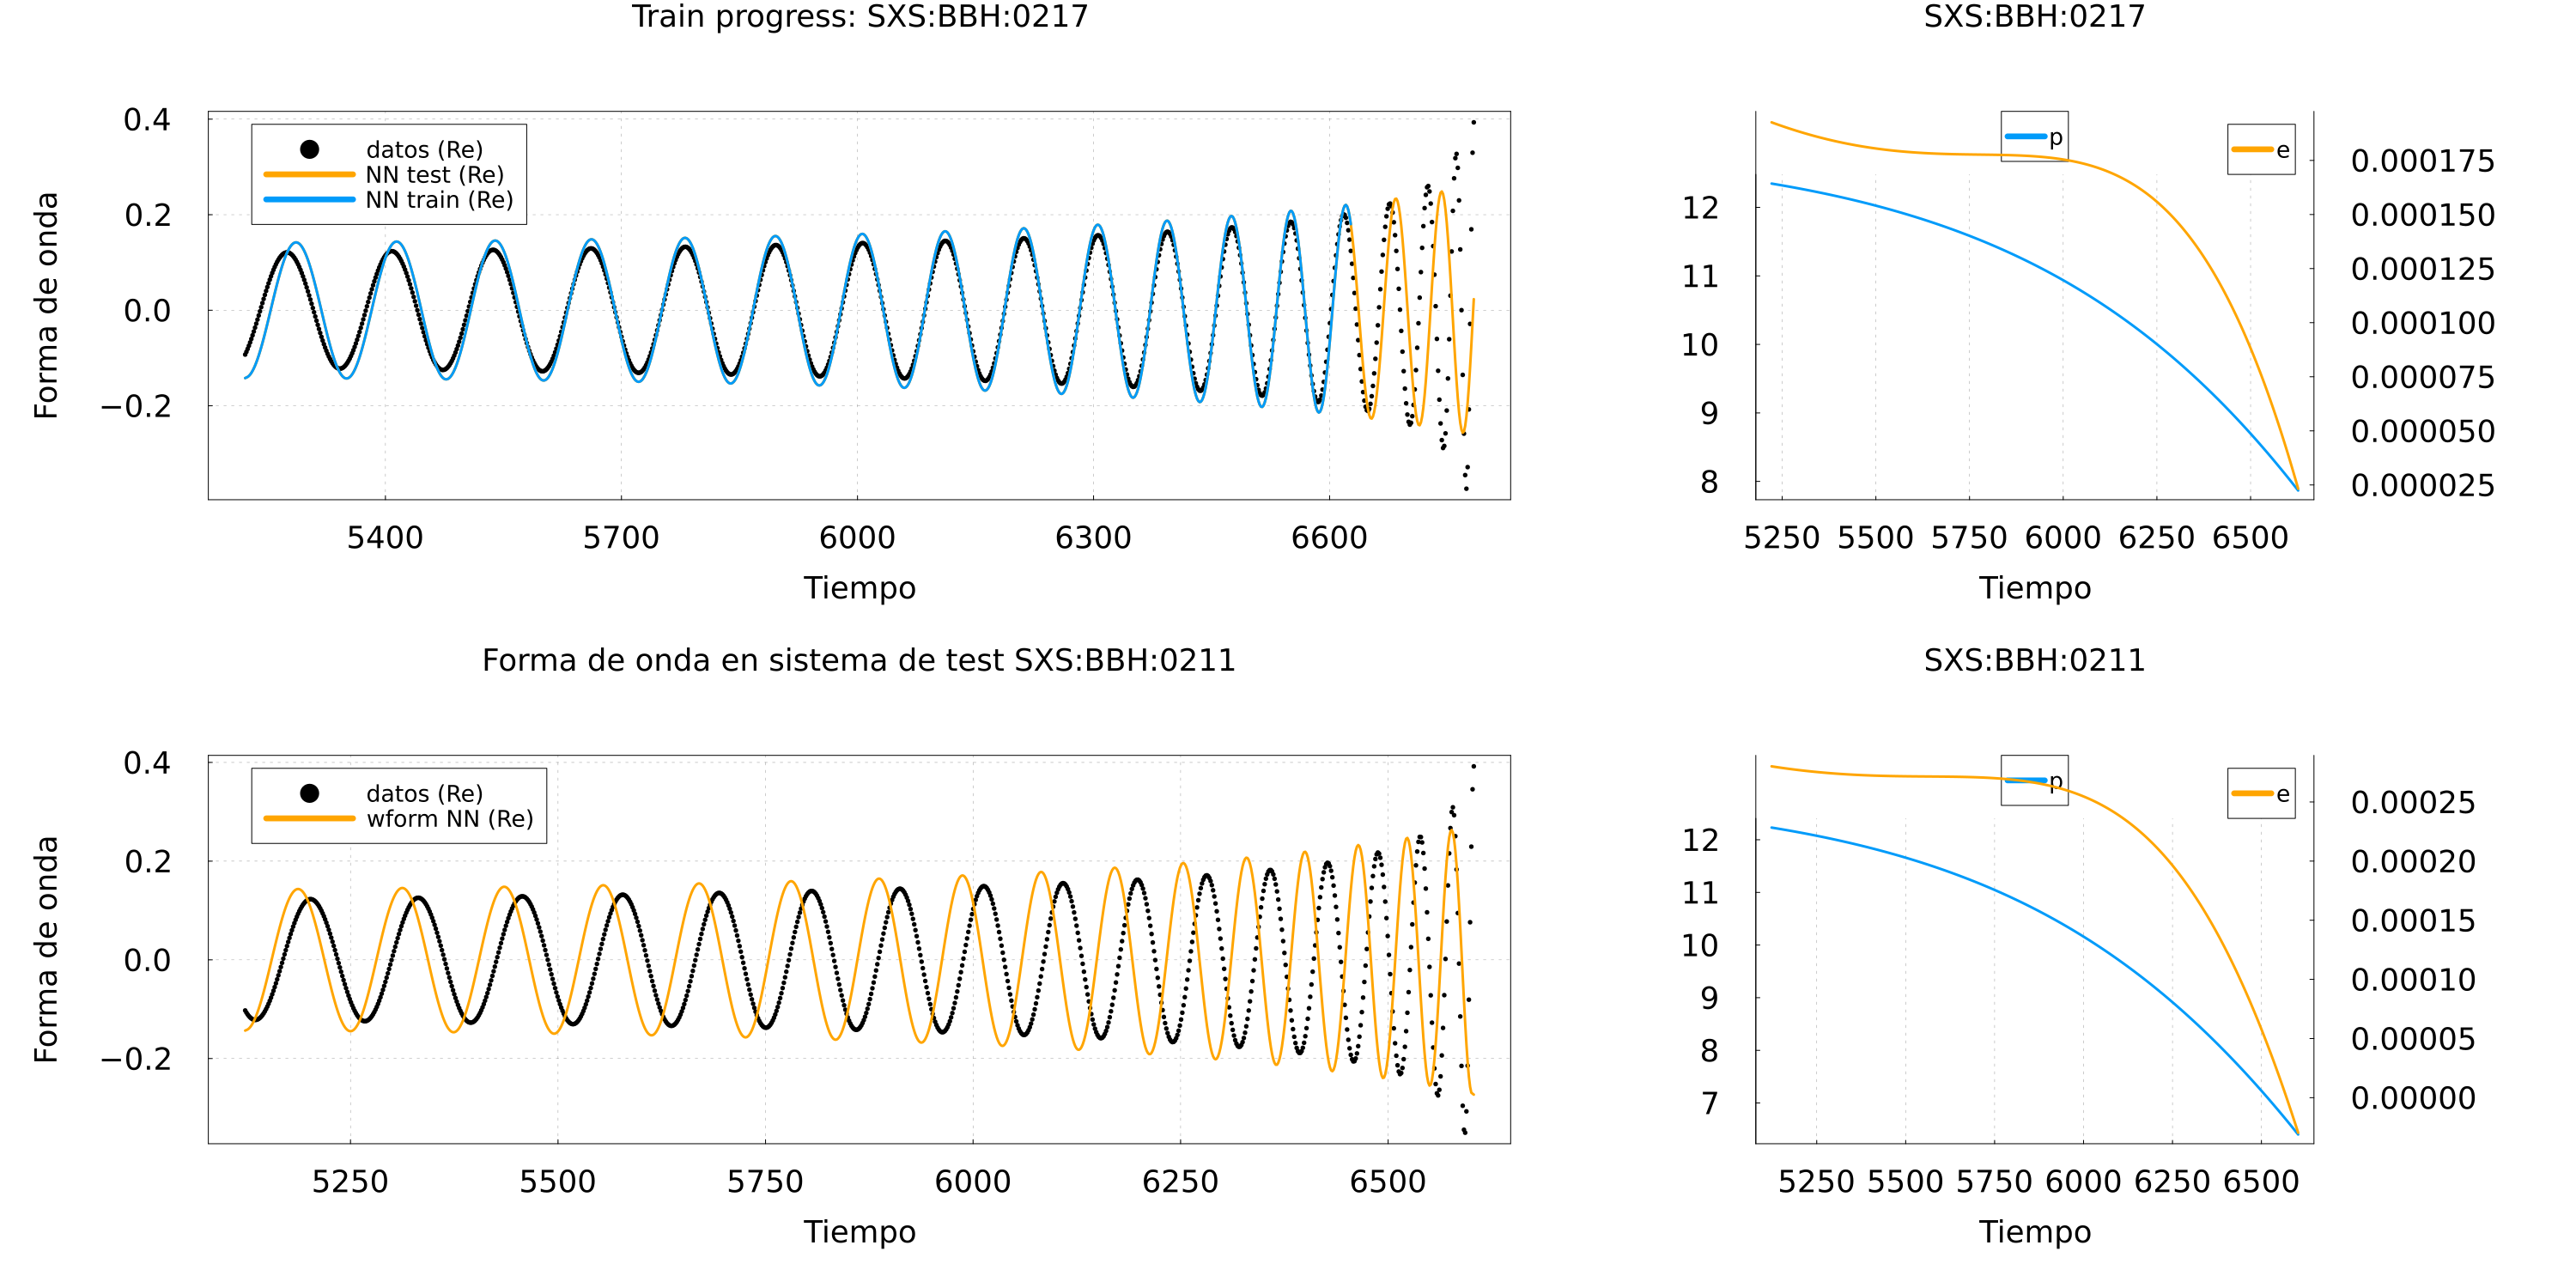 Train progress: SXS:BBH:0217
Forma de onda
0.4
0.2
0.0
−0.2
datos (Re)
NN test (Re)
NN train (Re)
5400 5700 6000 6300 6600
Tiempo
SXS:BBH:0217
12
11
10
9
8
p
e
0.000175
0.000150
0.000125
0.000100
0.000075
0.000050
0.000025
5250 5500 5750 6000 6250 6500
Tiempo
Forma de onda en sistema de test SXS:BBH:0211
Forma de onda
0.4
0.2
0.0
−0.2
datos (Re)
wform NN (Re)
5250 5500 5750 6000 6250 6500
Tiempo
SXS:BBH:0211
12
11
10
9
8
7
p
e
0.00025
0.00020
0.00015
0.00010
0.00005
0.00000
5250 5500 5750 6000 6250 6500
Tiempo